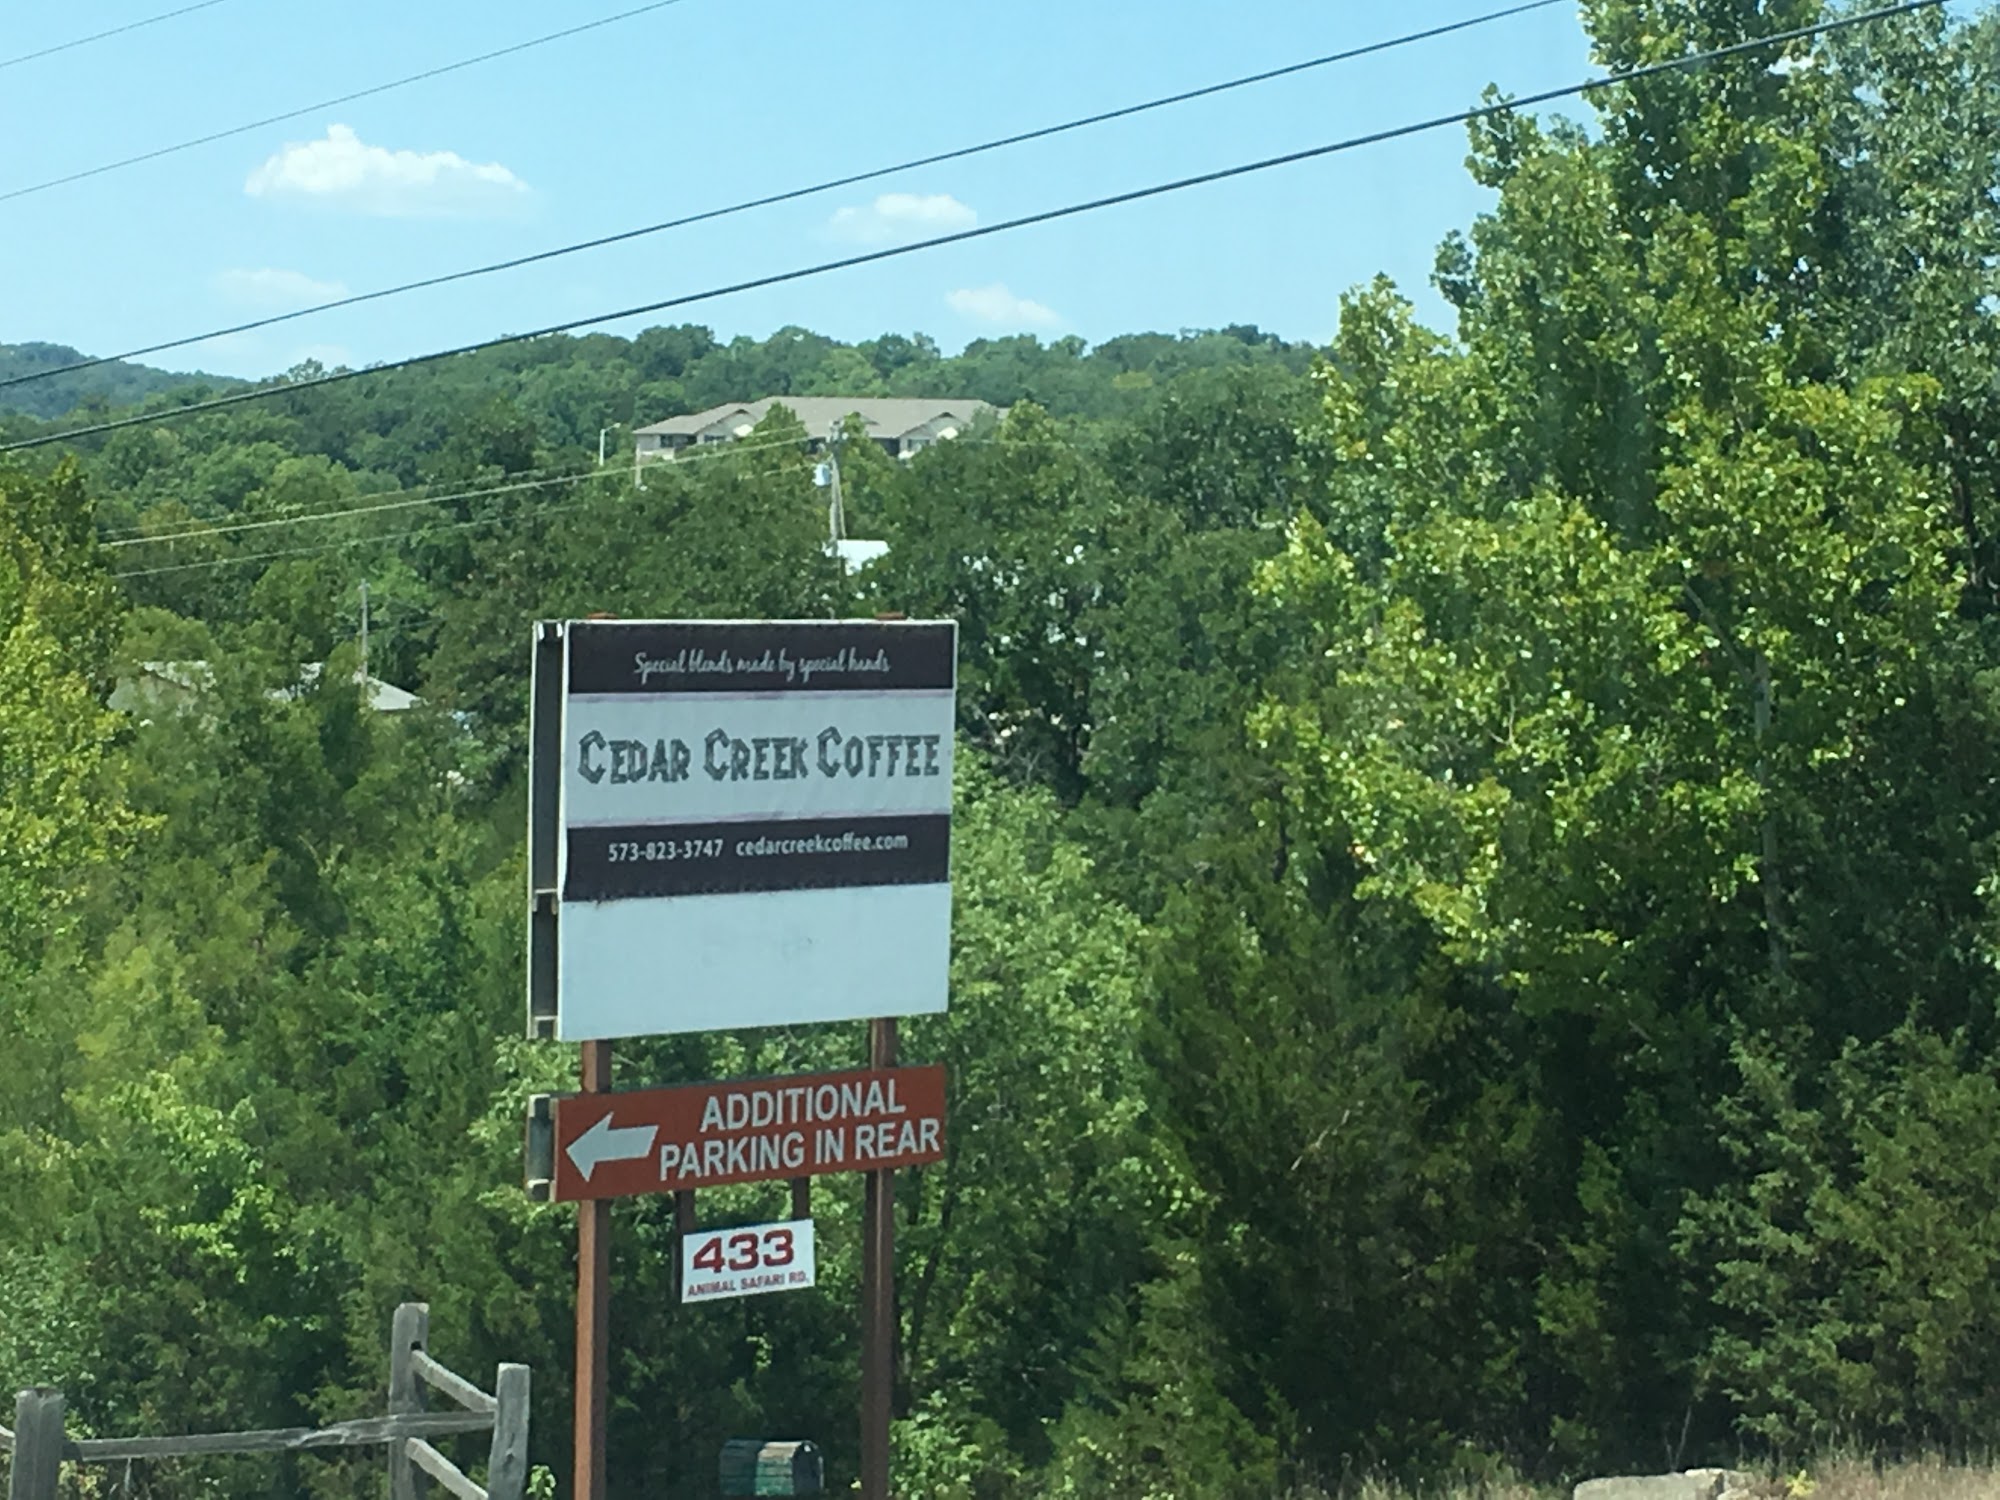 Special blends made by special hands
CEDAR CREEK COFFEE
573-823-3747 cedarcreekcoffee.com
ADDITIONAL
PARKING IN REAR
433
ANIMAL SAFARI RD.